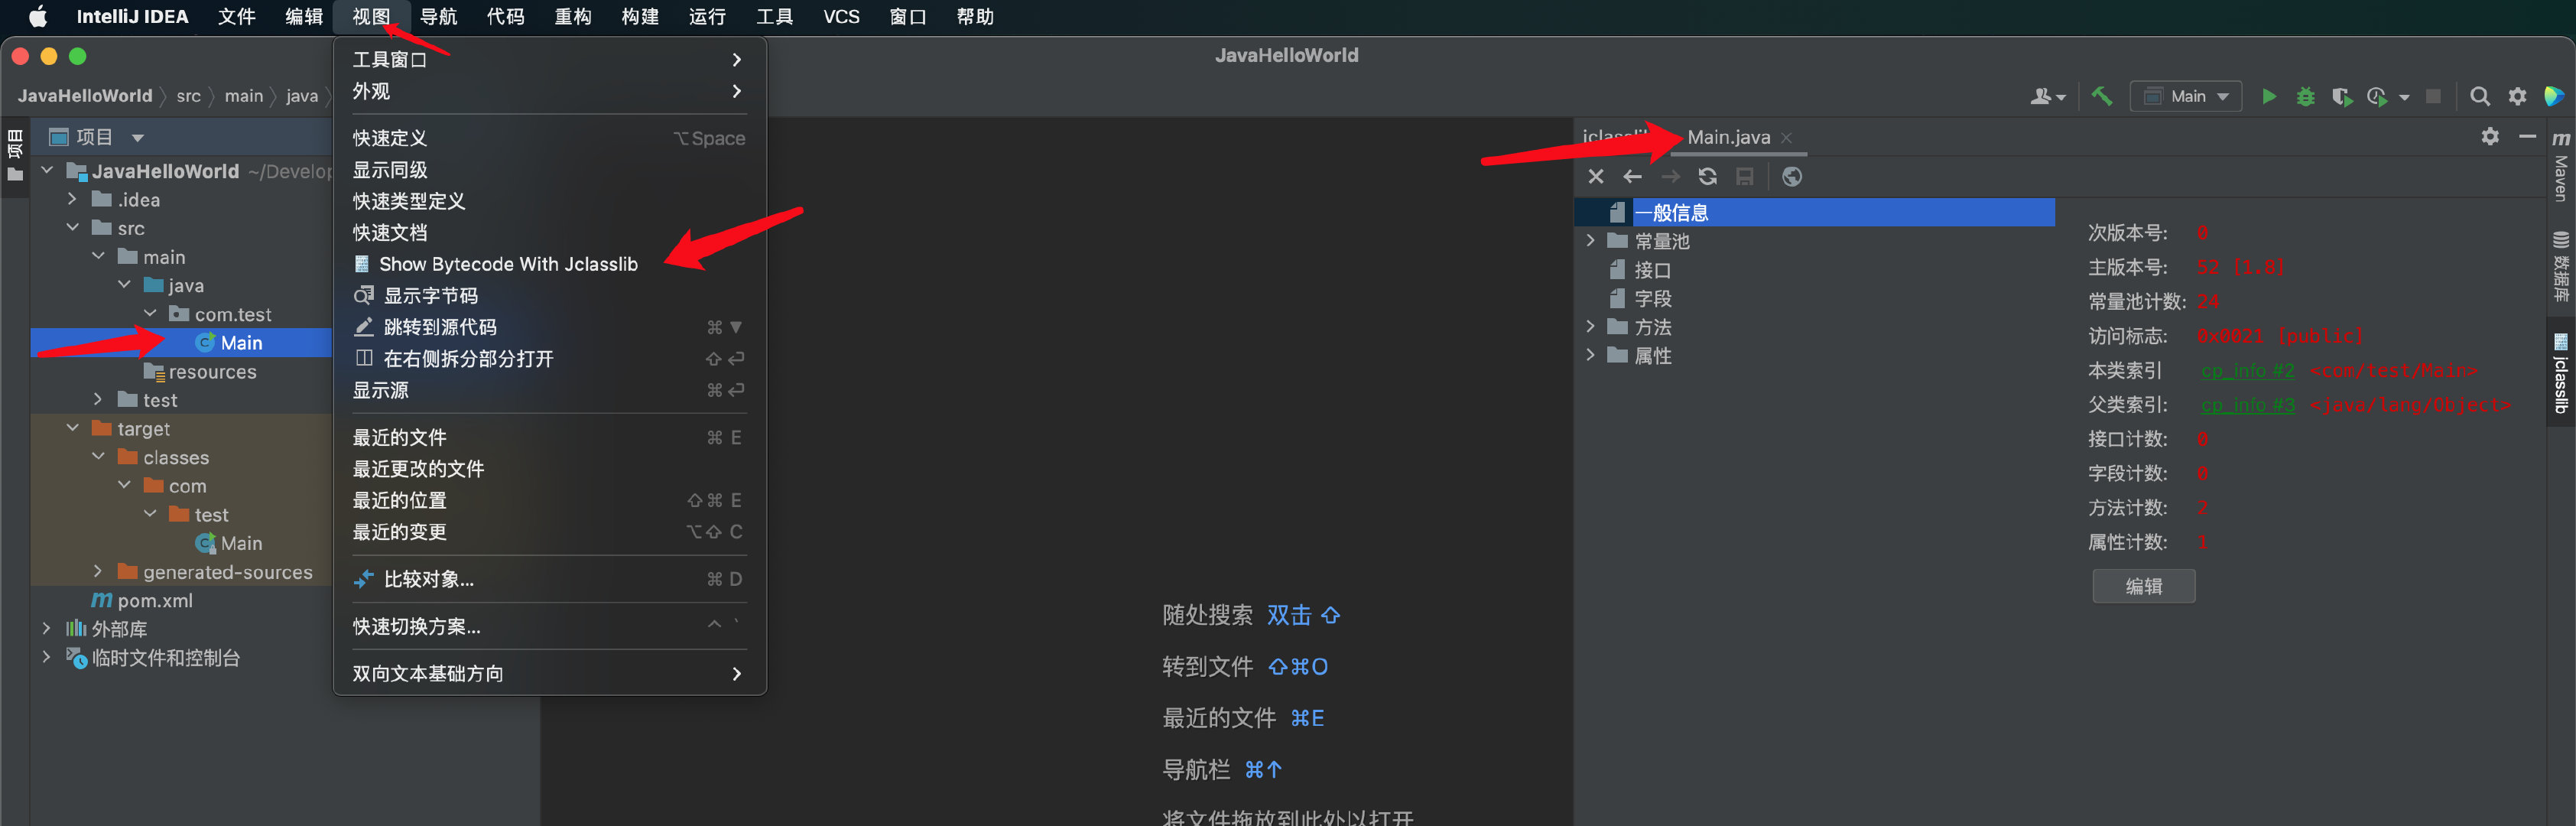 IntelliJ IDEA 文件 编辑 视图 导航 代码 重构 构建 运行 工具 VCS 窗口 帮助
JavaHelloWorld
JavaHelloWorld src main java
Main
项目
项目
JavaHelloWorld ~/Develop
.idea
src
main
java
com.test
Main
resources
test
target
classes
com
test
Main
generated-sources
pom.xml
外部库
临时文件和控制台
工具窗口
外观
快速定义 ⌥Space
显示同级
快速类型定义
快速文档
Show Bytecode With Jclasslib
显示字节码
跳转到源代码 ⌘▼
在右侧拆分部分打开 ⇧↩
显示源 ⌘↩
最近的文件 ⌘ E
最近更改的文件
最近的位置 ⇧⌘ E
最近的变更 ⌥⇧ C
比较对象... ⌘ D
快速切换方案... ^ `
双向文本基础方向
随处搜索 双击 ⇧
转到文件 ⇧⌘O
最近的文件 ⌘E
导航栏 ⌘↑
将文件拖放到此处以打开
Main.java
一般信息
常量池
接口
字段
方法
属性
次版本号: 0
主版本号: 52 [1.8]
常量池计数: 24
访问标志: 0x0021 [public]
本类索引 cp_info #2 <com/test/Main>
父类索引: cp_info #3 <java/lang/Object>
接口计数: 0
字段计数: 0
方法计数: 2
属性计数: 1
编辑
m
Maven
数据库
jclasslib